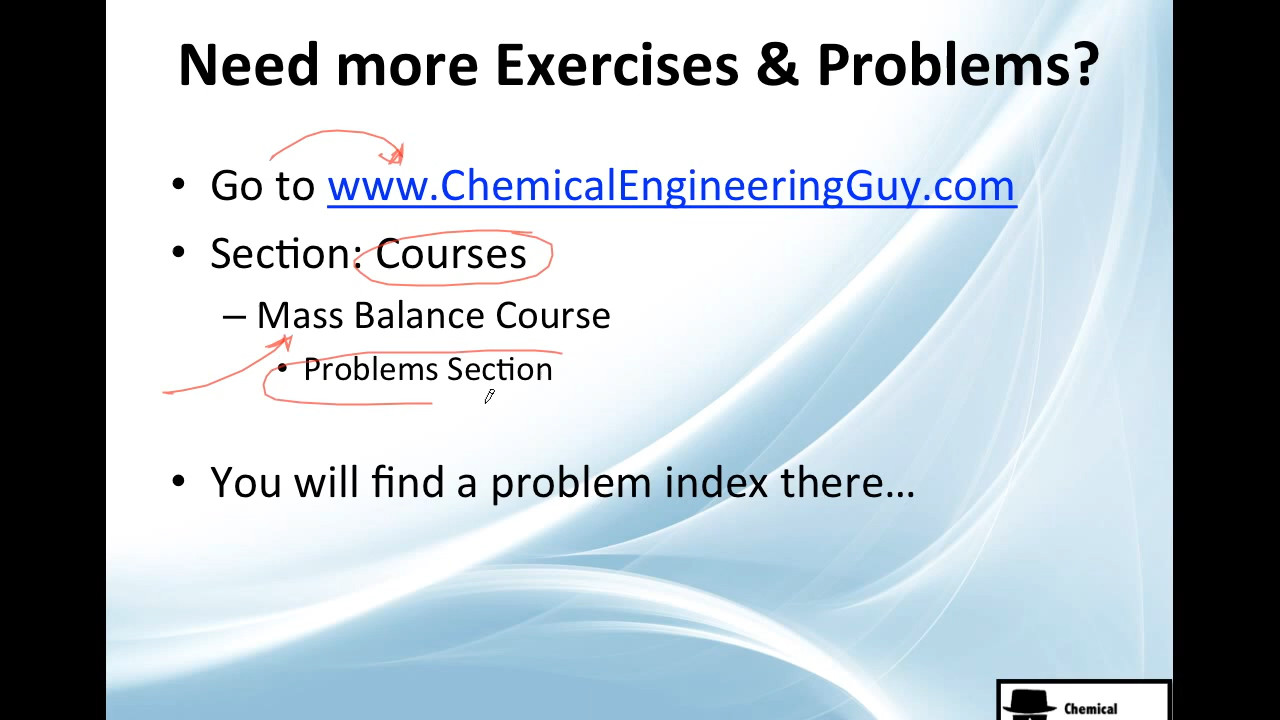 Need more Exercises & Problems?
• Go to www.ChemicalEngineeringGuy.com
• Section: Courses
– Mass Balance Course
• Problems Section
• You will find a problem index there…
Chemical